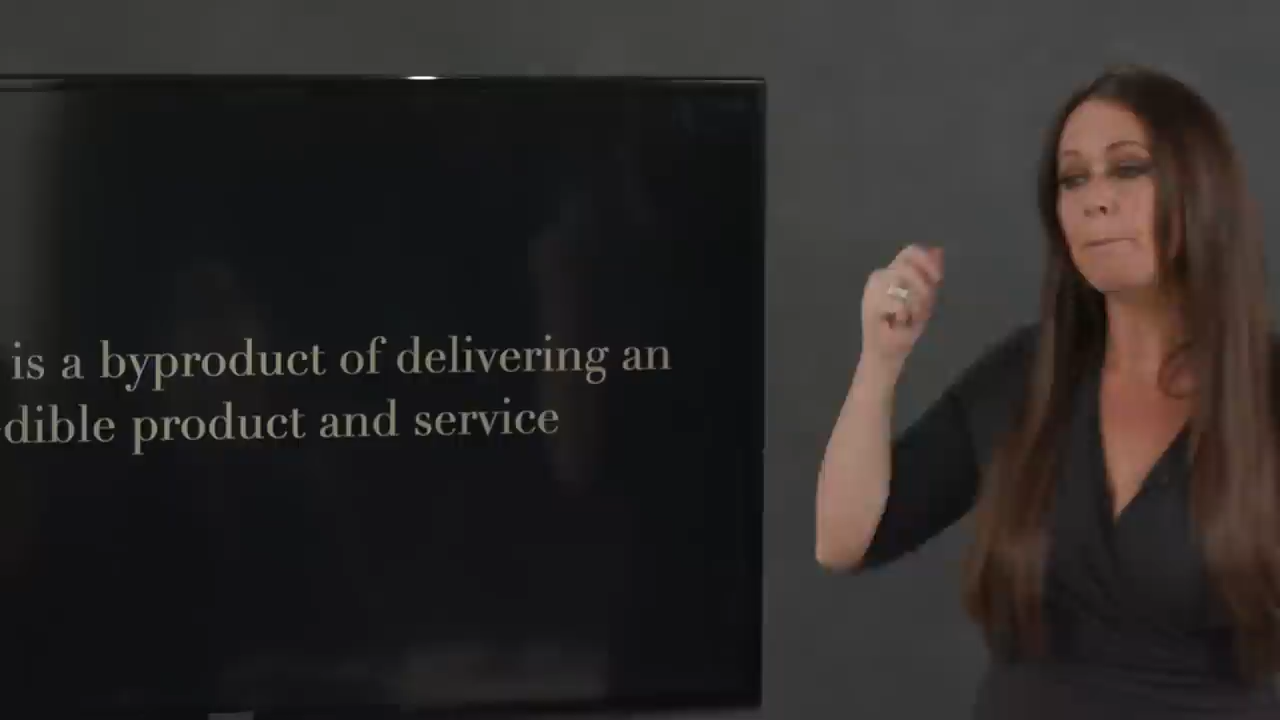 is a byproduct of delivering an
dible product and service